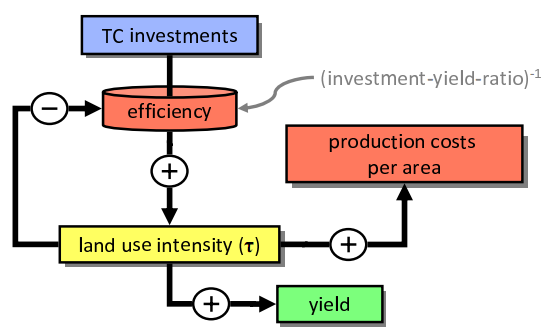 TC investments
(investment-yield-ratio)⁻¹
efficiency
−
production costs
per area
+
land use intensity (τ)
+
+
yield